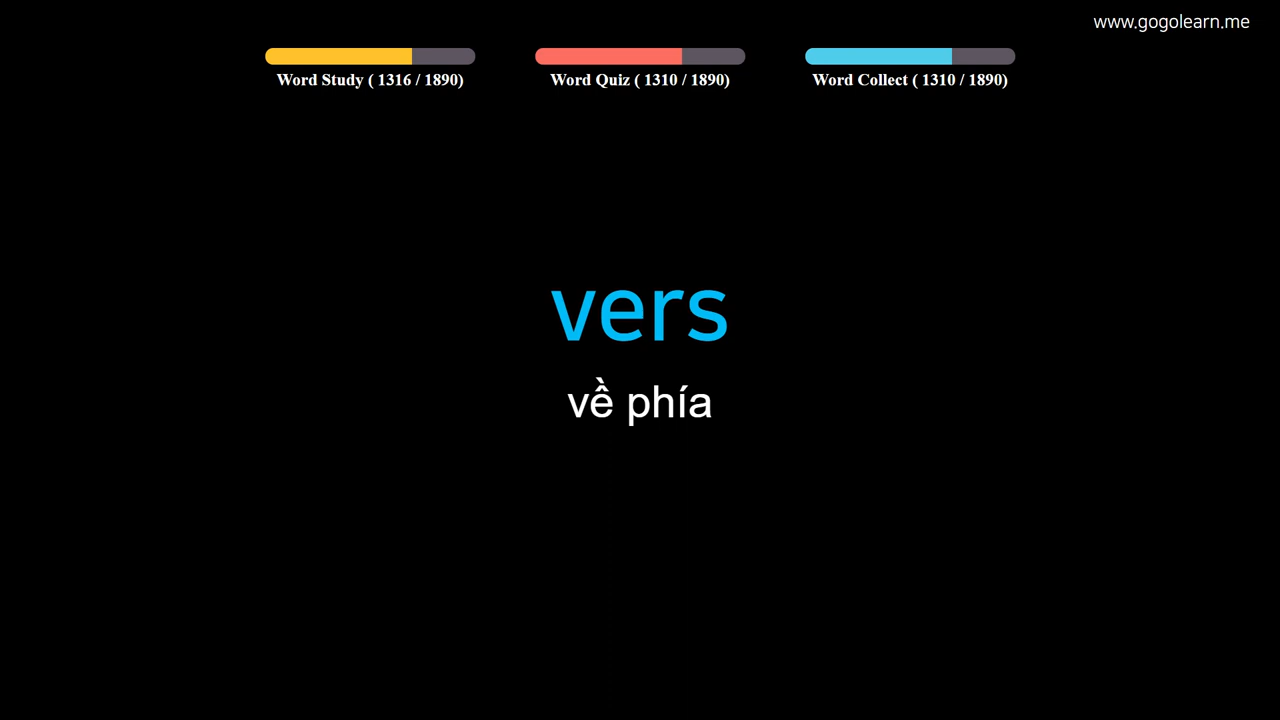 www.gogolearn.me
Word Study ( 1316 / 1890)
Word Quiz ( 1310 / 1890)
Word Collect ( 1310 / 1890)
vers
về phía